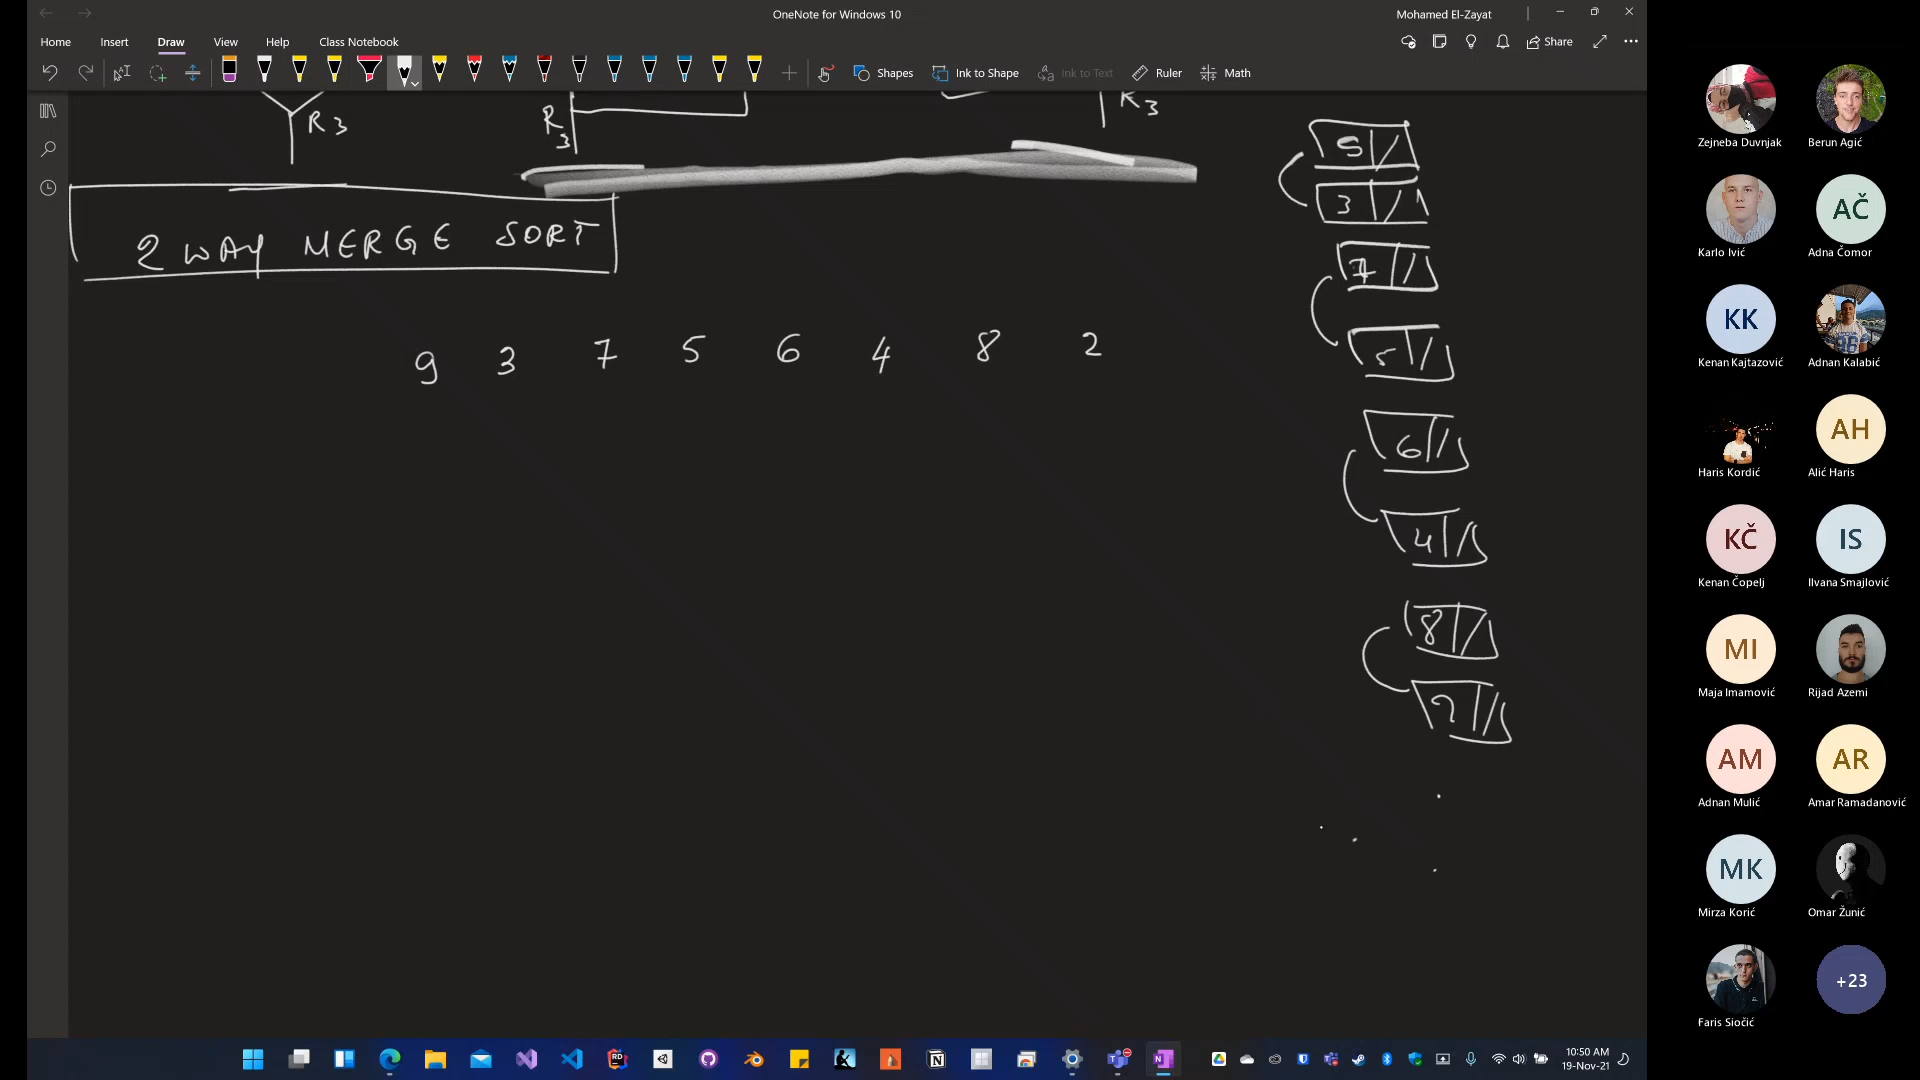 OneNote for Windows 10
Mohamed El-Zayat
Home Insert Draw View Help Class Notebook
Share
Shapes Ink to Shape Ink to Text Ruler Math
R3 R3 R3
2 WAY MERGE SORT
9 3 7 5 6 4 8 2
5
3
7
5
6
4
8
2
Zejneba Duvnjak Berun Agić
AČ
Karlo Ivić Adna Čomor
KK
Kenan Kajtazović Adnan Kalabić
AH
Haris Kordić Alić Haris
KČ IS
Kenan Čopelj Ilvana Smajlović
MI
Maja Imamović Rijad Azemi
AM AR
Adnan Mulić Amar Ramadanović
MK
Mirza Korić Omar Žunić
+23
Faris Siočić
10:50 AM
19-Nov-21